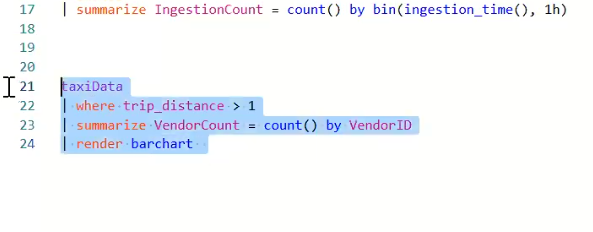 17 | summarize IngestionCount = count() by bin(ingestion_time(), 1h)
18
19
20
21 taxiData
22 | where trip_distance > 1
23 | summarize VendorCount = count() by VendorID
24 | render barchart